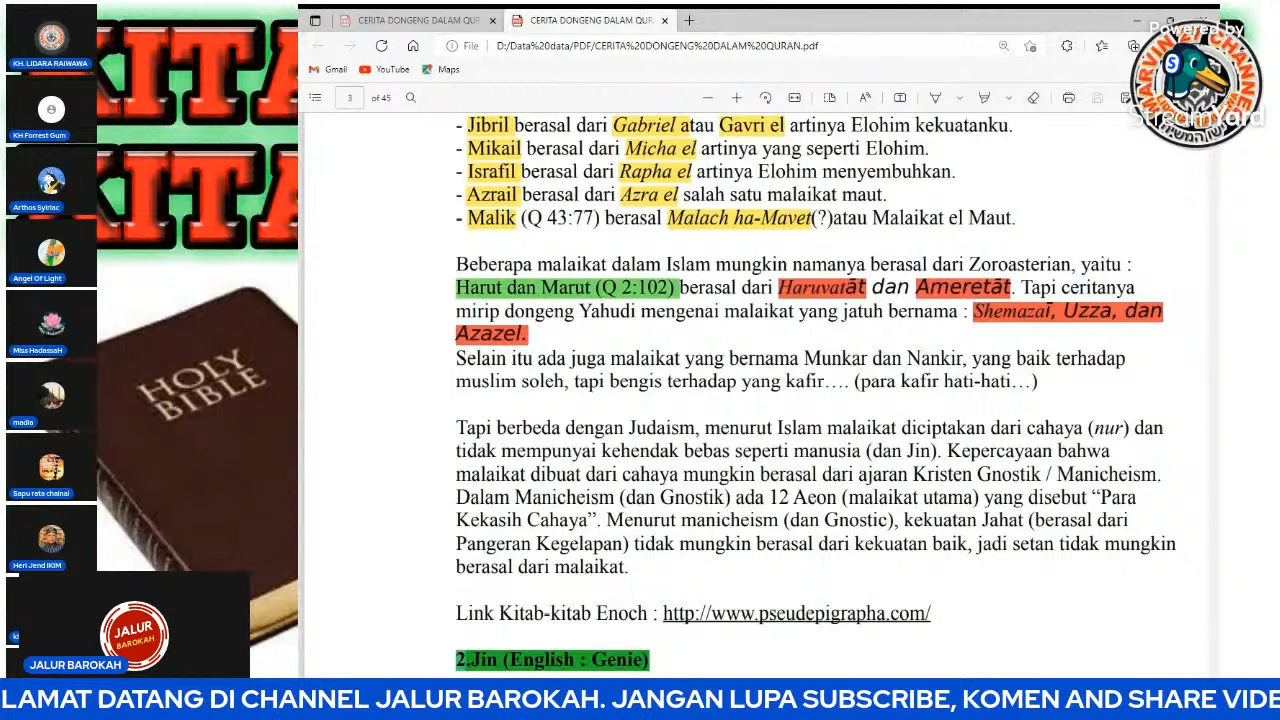 KH. LIDARA RAIWAWA
KH Forrest Gum
Arthos Syiriac
Angel Of Light
Miss HadassaH
madia
Sapu rata chainal
Heri Jend IKIM
JALUR
BAROKAH
JALUR BAROKAH
KITA
KITA
HOLY
BIBLE
CERITA DONGENG DALAM QUR
CERITA DONGENG DALAM QUR
File
D:/Data%20data/PDF/CERITA%20DONGENG%20DALAM%20QURAN.pdf
Gmail
YouTube
Maps
3
of 45
Powered by
StreamYard
- Jibril berasal dari Gabriel atau Gavri el artinya Elohim kekuatanku.
- Mikail berasal dari Micha el artinya yang seperti Elohim.
- Israfil berasal dari Rapha el artinya Elohim menyembuhkan.
- Azrail berasal dari Azra el salah satu malaikat maut.
- Malik (Q 43:77) berasal Malach ha-Mavet(?)atau Malaikat el Maut.
Beberapa malaikat dalam Islam mungkin namanya berasal dari Zoroasterian, yaitu :
Harut dan Marut (Q 2:102) berasal dari Haruvatāt dan Ameretāt. Tapi ceritanya
mirip dongeng Yahudi mengenai malaikat yang jatuh bernama : Shemazaī, Uzza, dan
Azazel.
Selain itu ada juga malaikat yang bernama Munkar dan Nankir, yang baik terhadap
muslim soleh, tapi bengis terhadap yang kafir…. (para kafir hati-hati…)
Tapi berbeda dengan Judaism, menurut Islam malaikat diciptakan dari cahaya (nur) dan
tidak mempunyai kehendak bebas seperti manusia (dan Jin). Kepercayaan bahwa
malaikat dibuat dari cahaya mungkin berasal dari ajaran Kristen Gnostik / Manicheism.
Dalam Manicheism (dan Gnostik) ada 12 Aeon (malaikat utama) yang disebut “Para
Kekasih Cahaya”. Menurut manicheism (dan Gnostic), kekuatan Jahat (berasal dari
Pangeran Kegelapan) tidak mungkin berasal dari kekuatan baik, jadi setan tidak mungkin
berasal dari malaikat.
Link Kitab-kitab Enoch : http://www.pseudepigrapha.com/
2.Jin (English : Genie)
LAMAT DATANG DI CHANNEL JALUR BAROKAH. JANGAN LUPA SUBSCRIBE, KOMEN AND SHARE VIDE